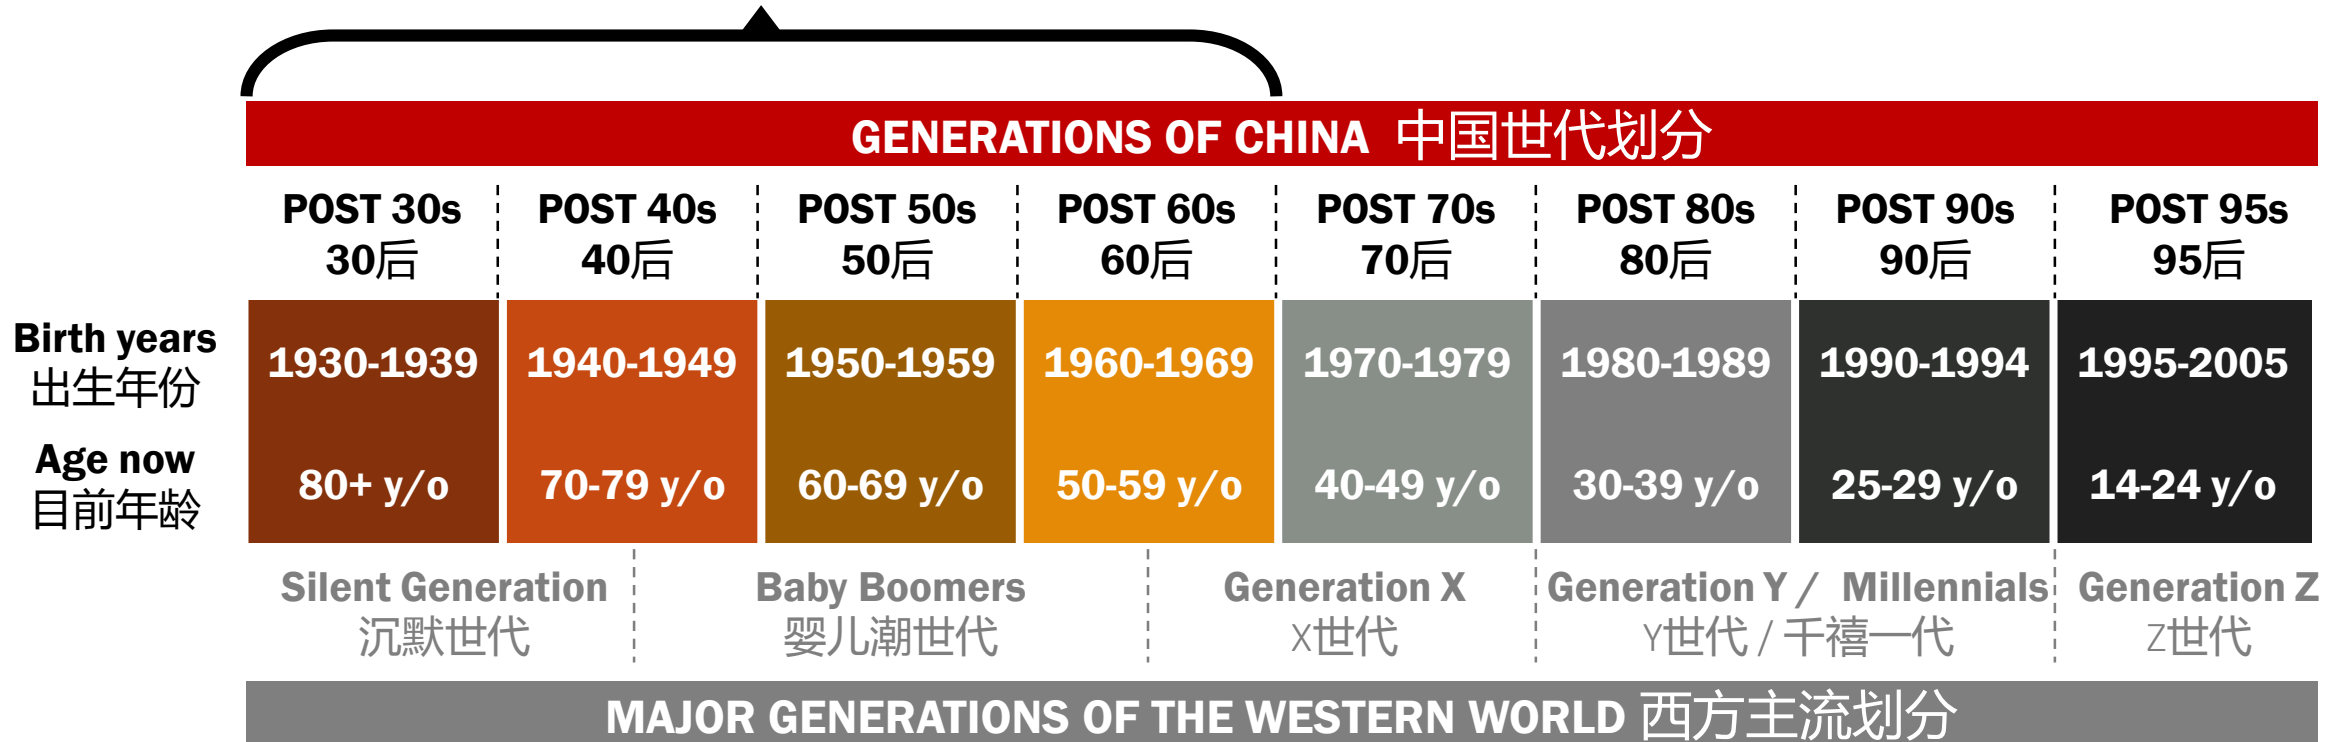 GENERATIONS OF CHINA 中国世代划分
POST 30s POST 40s POST 50s POST 60s POST 70s POST 80s POST 90s POST 95s
30后 40后 50后 60后 70后 80后 90后 95后
Birth years 1930-1939 1940-1949 1950-1959 1960-1969 1970-1979 1980-1989 1990-1994 1995-2005
出生年份
Age now 80+ y/o 70-79 y/o 60-69 y/o 50-59 y/o 40-49 y/o 30-39 y/o 25-29 y/o 14-24 y/o
目前年龄
Silent Generation Baby Boomers Generation X Generation Y / Millennials Generation Z
沉默世代 婴儿潮世代 X世代 Y世代 / 千禧一代 Z世代
MAJOR GENERATIONS OF THE WESTERN WORLD 西方主流划分